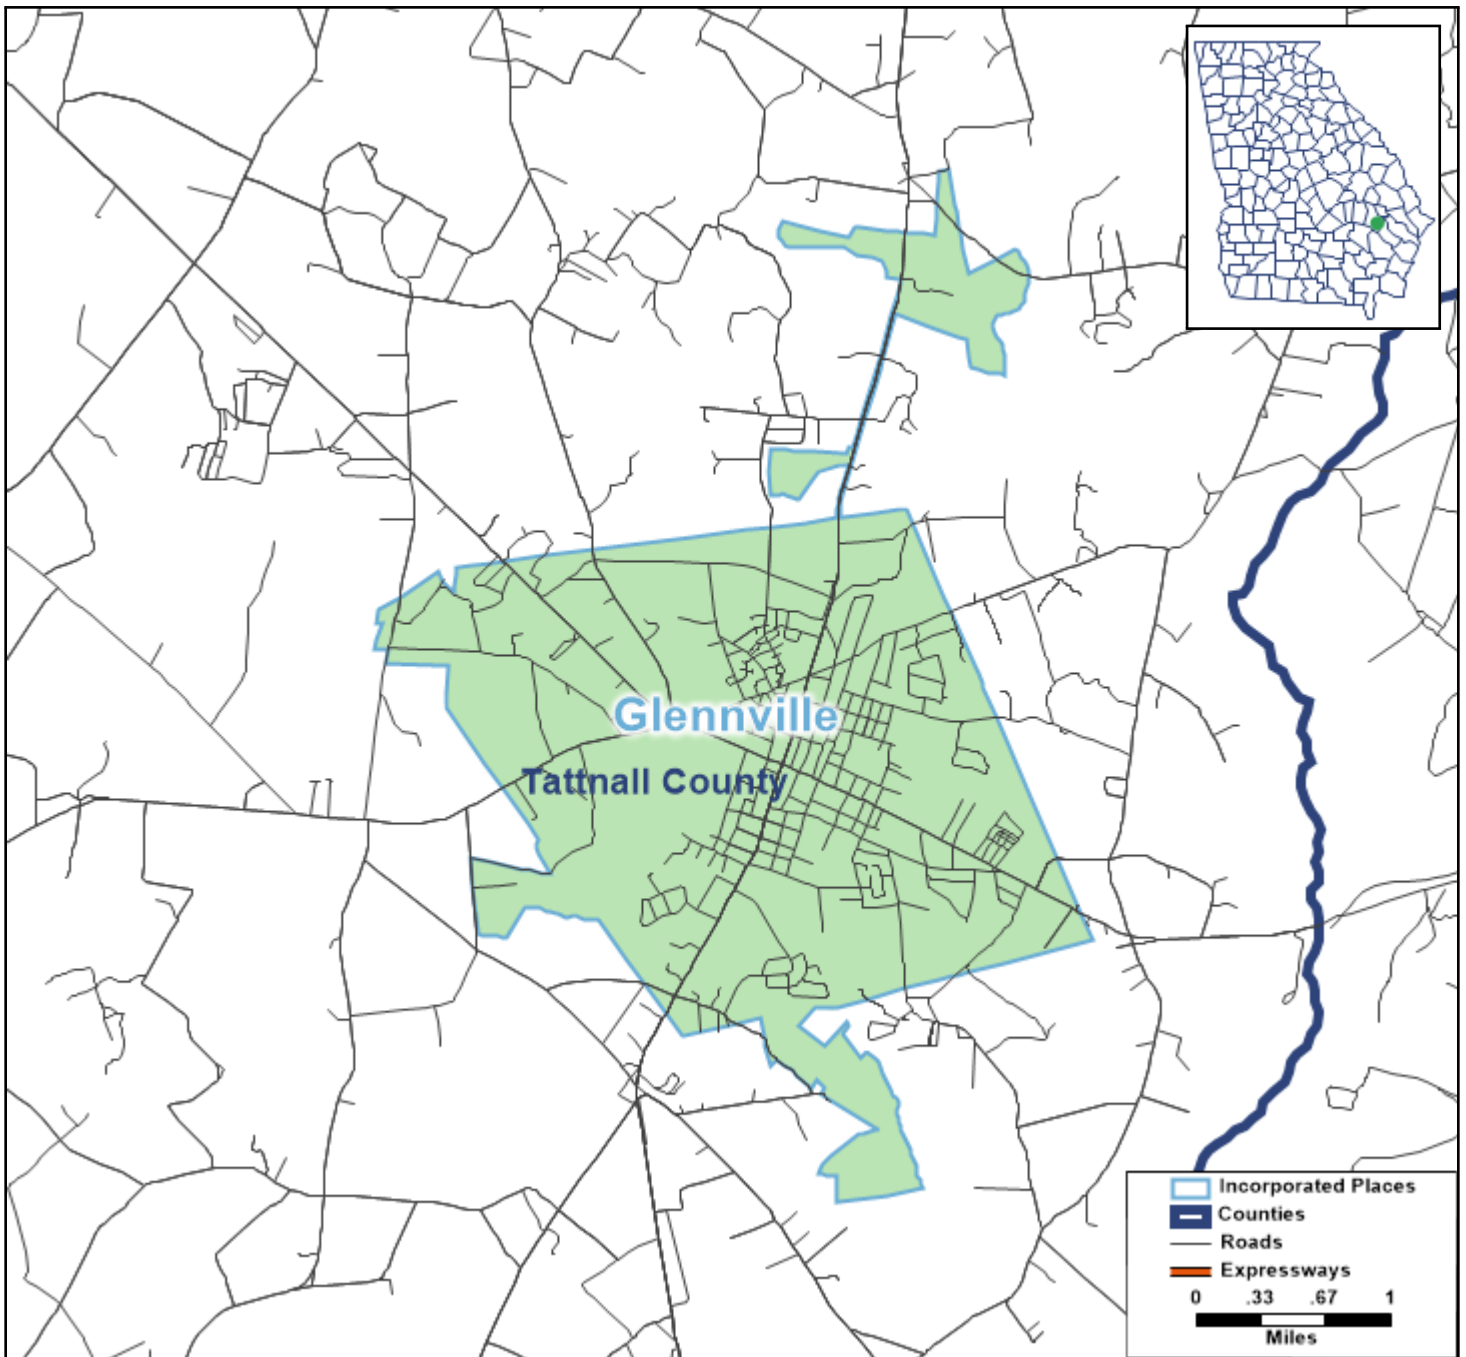 Glennville
Tattnall County
Incorporated Places
Counties
Roads
Expressways
0 .33 .67 1
Miles